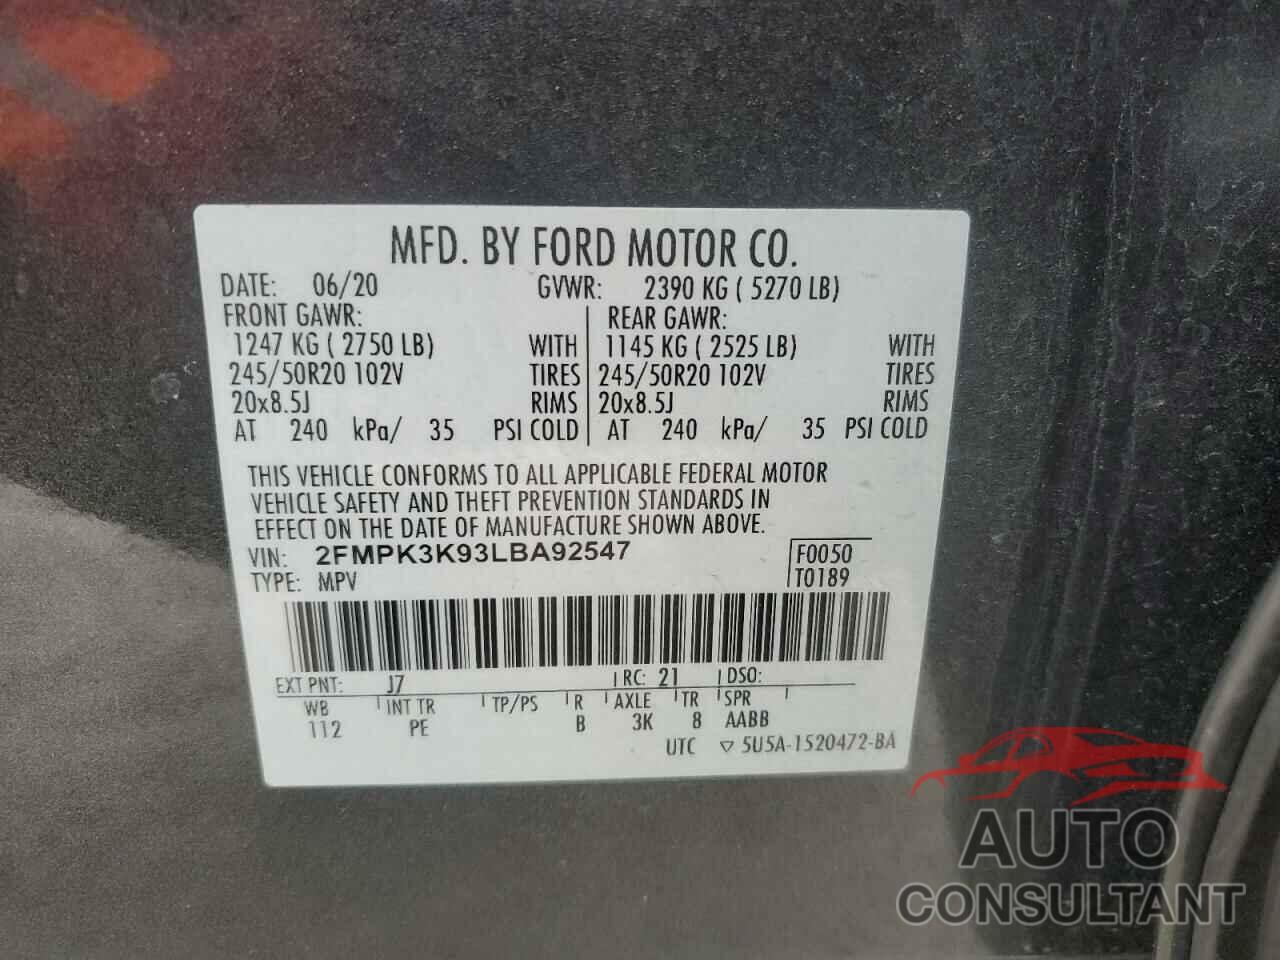 MFD. BY FORD MOTOR CO.
DATE: 06/20 GVWR: 2390 KG ( 5270 LB)
FRONT GAWR: REAR GAWR:
1247 KG ( 2750 LB) WITH 1145 KG ( 2525 LB) WITH
245/50R20 102V TIRES 245/50R20 102V TIRES
20x8.5J RIMS 20x8.5J RIMS
AT 240 kPa/ 35 PSI COLD AT 240 kPa/ 35 PSI COLD
THIS VEHICLE CONFORMS TO ALL APPLICABLE FEDERAL MOTOR
VEHICLE SAFETY AND THEFT PREVENTION STANDARDS IN
EFFECT ON THE DATE OF MANUFACTURE SHOWN ABOVE.
VIN: 2FMPK3K93LBA92547 F0050
TYPE: MPV T0189
EXT PNT: J7 RC: 21 DSO:
WB INT TR TP/PS R AXLE TR SPR
112 PE B 3K 8 AABB
UTC ▽ 5U5A-1520472-BA
AUTO
CONSULTANT